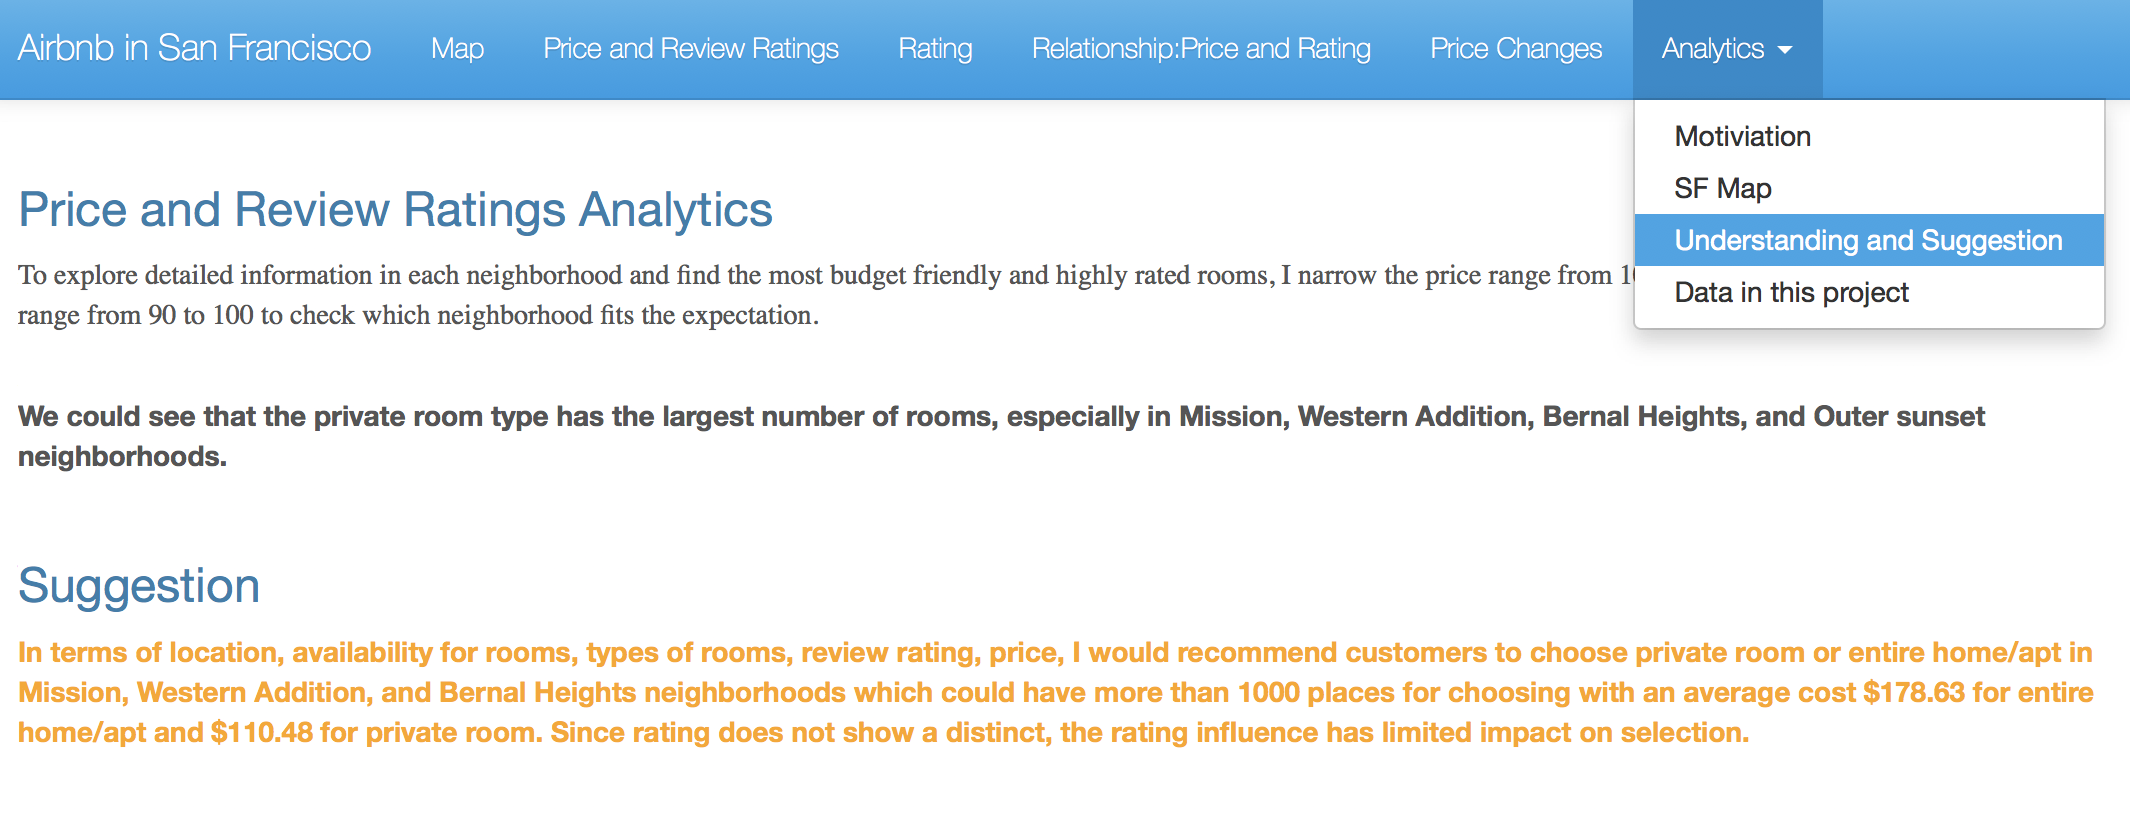 Airbnb in San Francisco Map Price and Review Ratings Rating Relationship:Price and Rating Price Changes Analytics
Motiviation
SF Map
Understanding and Suggestion
Data in this project
Price and Review Ratings Analytics
To explore detailed information in each neighborhood and find the most budget friendly and highly rated rooms, I narrow the price range from
range from 90 to 100 to check which neighborhood fits the expectation.
We could see that the private room type has the largest number of rooms, especially in Mission, Western Addition, Bernal Heights, and Outer sunset
neighborhoods.
Suggestion
In terms of location, availability for rooms, types of rooms, review rating, price, I would recommend customers to choose private room or entire home/apt in
Mission, Western Addition, and Bernal Heights neighborhoods which could have more than 1000 places for choosing with an average cost $178.63 for entire
home/apt and $110.48 for private room. Since rating does not show a distinct, the rating influence has limited impact on selection.